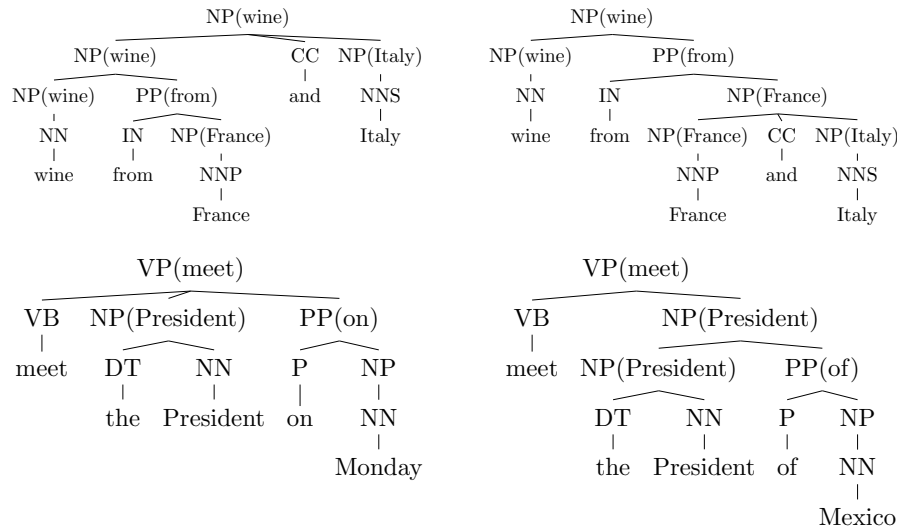 NP(wine)
NP(wine) CC NP(Italy)
NP(wine) PP(from) and NNS
NN IN NP(France) Italy
wine from NNP
France
NP(wine)
NP(wine) PP(from)
NN IN NP(France)
wine from NP(France) CC NP(Italy)
NNP and NNS
France Italy
VP(meet)
VB NP(President) PP(on)
meet DT NN P NP
the President on NN
Monday
VP(meet)
VB NP(President)
meet NP(President) PP(of)
DT NN P NP
the President of NN
Mexico